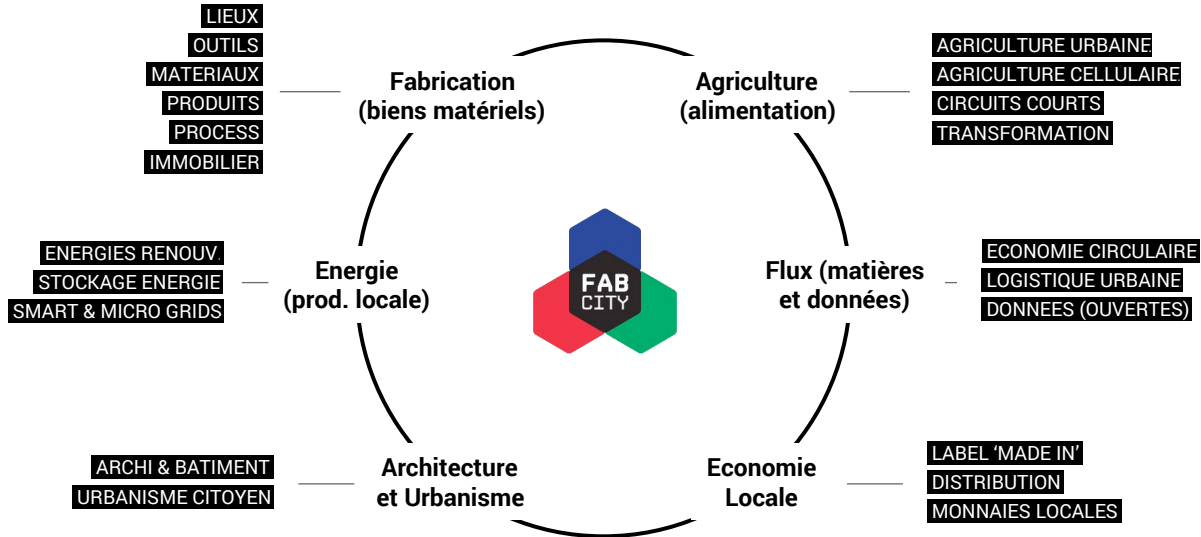 LIEUX
OUTILS
MATERIAUX
PRODUITS
PROCESS
IMMOBILIER
Fabrication
(biens matériels)
Agriculture
(alimentation)
AGRICULTURE URBAINE
AGRICULTURE CELLULAIRE
CIRCUITS COURTS
TRANSFORMATION
ENERGIES RENOUV.
STOCKAGE ENERGIE
SMART & MICRO GRIDS
Energie
(prod. locale)
FAB
CITY
Flux (matières
et données)
ECONOMIE CIRCULAIRE
LOGISTIQUE URBAINE
DONNEES (OUVERTES)
ARCHI & BATIMENT
URBANISME CITOYEN
Architecture
et Urbanisme
Economie
Locale
LABEL ‘MADE IN’
DISTRIBUTION
MONNAIES LOCALES